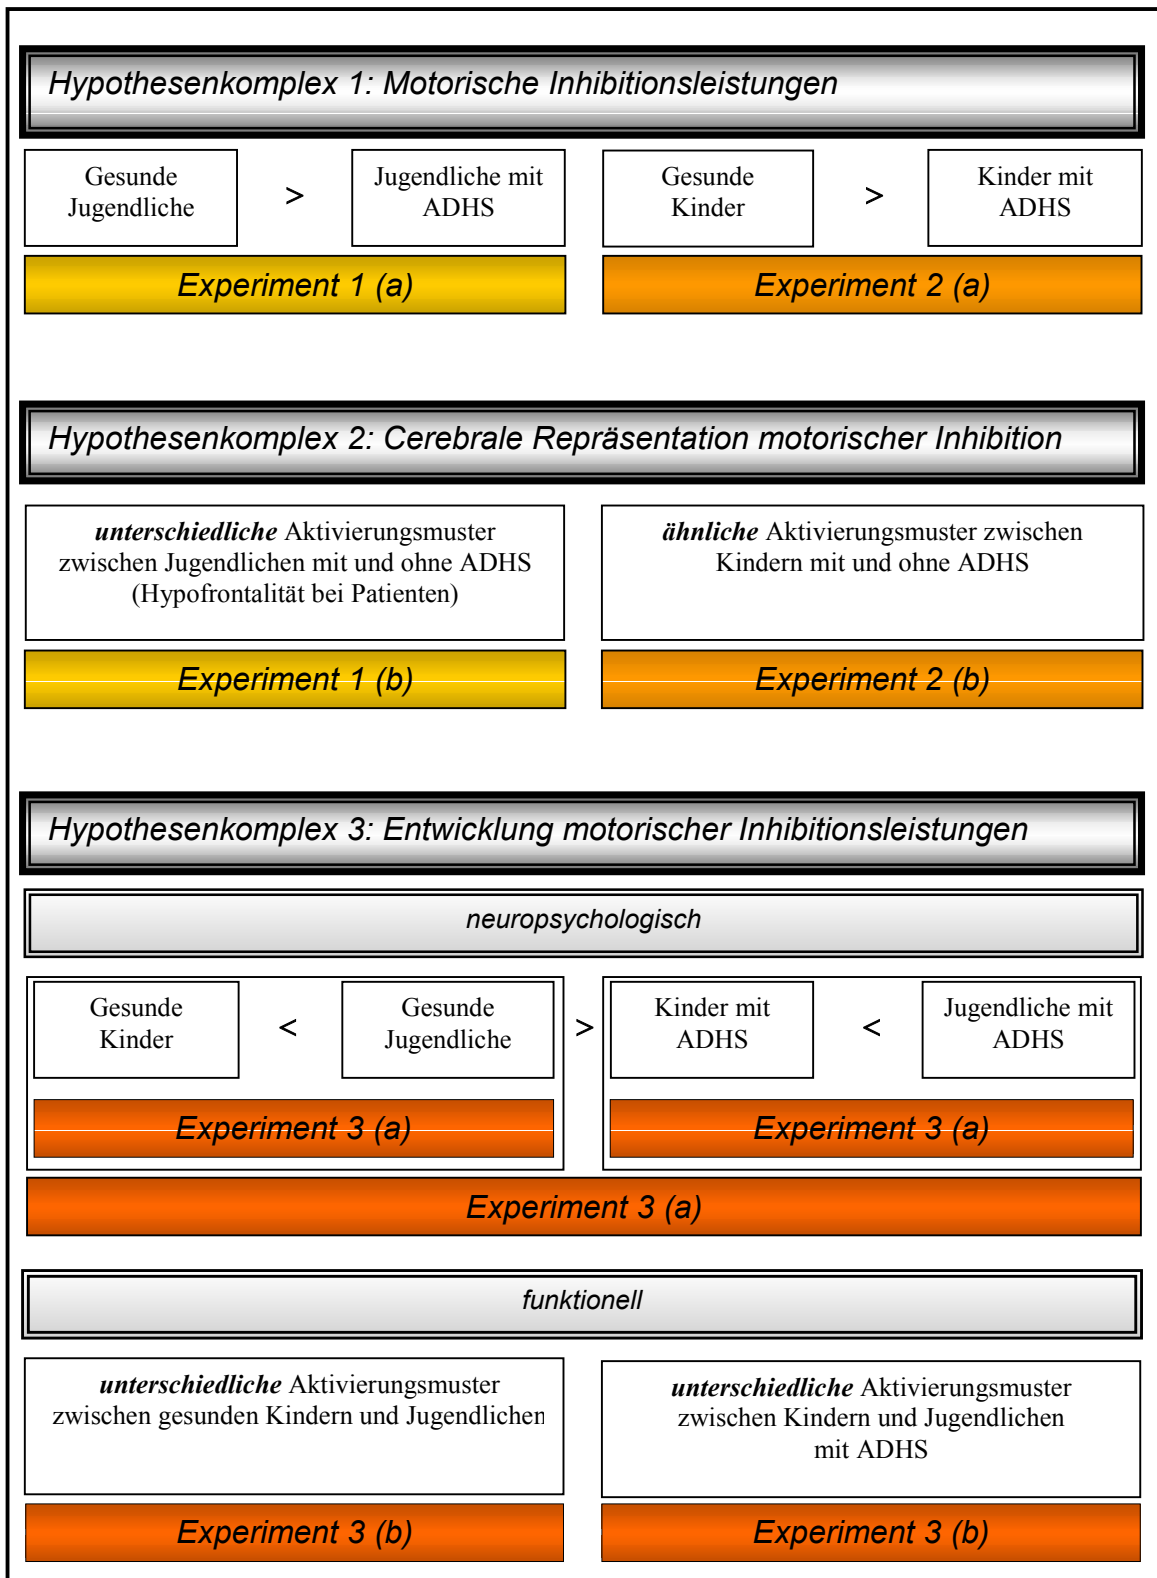 Hypothesenkomplex 1: Motorische Inhibitionsleistungen
Gesunde
Jugendliche
>
Jugendliche mit
ADHS
Gesunde
Kinder
>
Kinder mit
ADHS
Experiment 1 (a)
Experiment 2 (a)
Hypothesenkomplex 2: Cerebrale Repräsentation motorischer Inhibition
unterschiedliche Aktivierungsmuster
zwischen Jugendlichen mit und ohne ADHS
(Hypofrontalität bei Patienten)
ähnliche Aktivierungsmuster zwischen
Kindern mit und ohne ADHS
Experiment 1 (b)
Experiment 2 (b)
Hypothesenkomplex 3: Entwicklung motorischer Inhibitionsleistungen
neuropsychologisch
Gesunde
Kinder
<
Gesunde
Jugendliche
>
Kinder mit
ADHS
<
Jugendliche mit
ADHS
Experiment 3 (a)
Experiment 3 (a)
Experiment 3 (a)
funktionell
unterschiedliche Aktivierungsmuster
zwischen gesunden Kindern und Jugendlichen
unterschiedliche Aktivierungsmuster
zwischen Kindern und Jugendlichen
mit ADHS
Experiment 3 (b)
Experiment 3 (b)